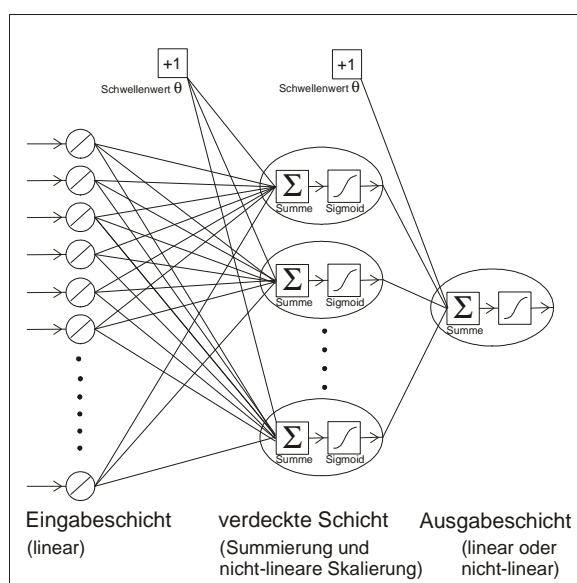 +1
Schwellenwert θ
+1
Schwellenwert θ
Σ
Summe
Sigmoid
Σ
Summe
Sigmoid
Σ
Summe
Σ
Summe
Sigmoid
Eingabeschicht
(linear)
verdeckte Schicht
(Summierung und
nicht-lineare Skalierung)
Ausgabeschicht
(linear oder
nicht-linear)